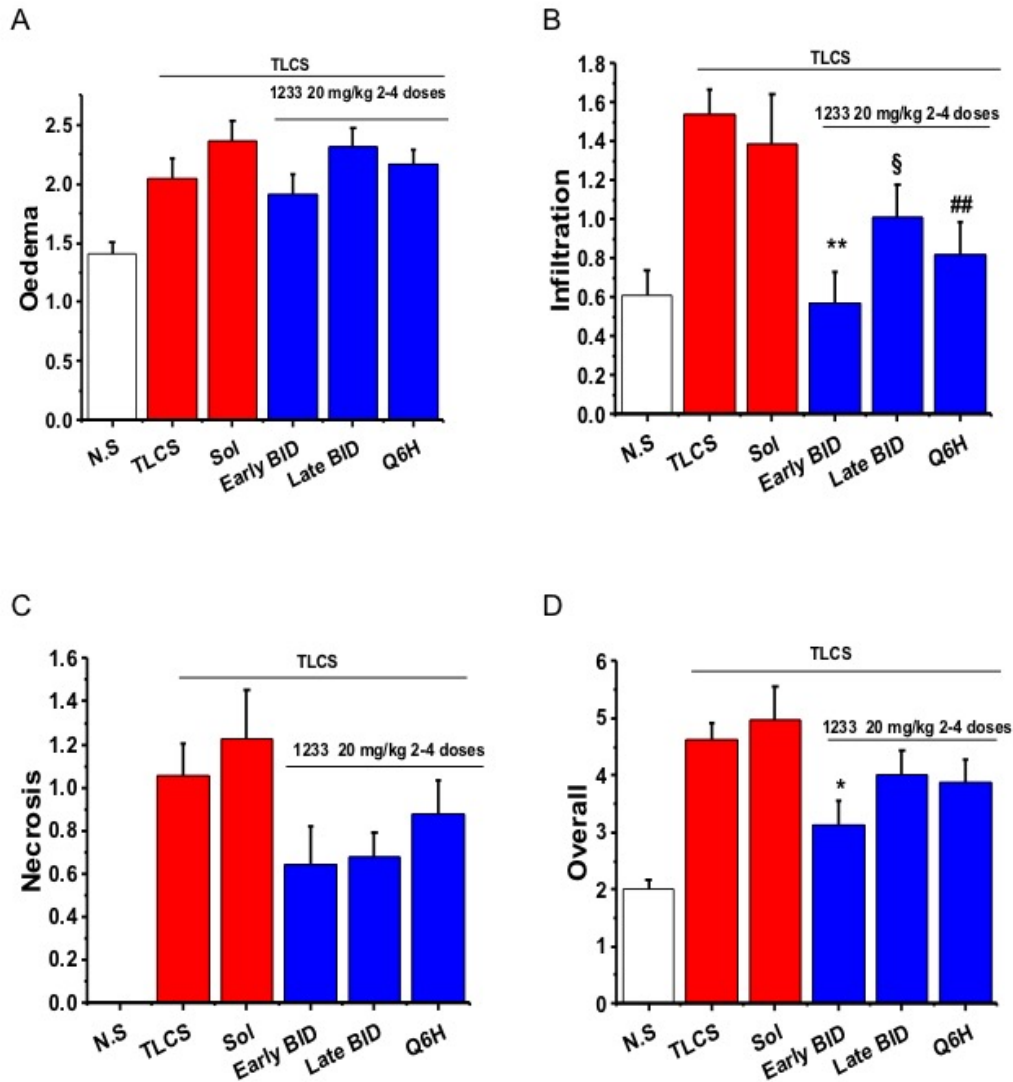 A
TLCS
1233 20 mg/kg 2-4 doses
Oedema
2.5
2.0
1.5
1.0
0.5
0.0
N.S
TLCS
Sol
Early BID
Late BID
Q6H
B
TLCS
1233 20 mg/kg 2-4 doses
Infiltration
1.8
1.6
1.4
1.2
1.0
0.8
0.6
0.4
0.2
0.0
**
§
##
N.S
TLCS
Sol
Early BID
Late BID
Q6H
C
TLCS
1233 20 mg/kg 2-4 doses
Necrosis
1.6
1.4
1.2
1.0
0.8
0.6
0.4
0.2
0.0
N.S
TLCS
Sol
Early BID
Late BID
Q6H
D
TLCS
1233 20 mg/kg 2-4 doses
Overall
6
5
4
3
2
1
0
*
N.S
TLCS
Sol
Early BID
Late BID
Q6H